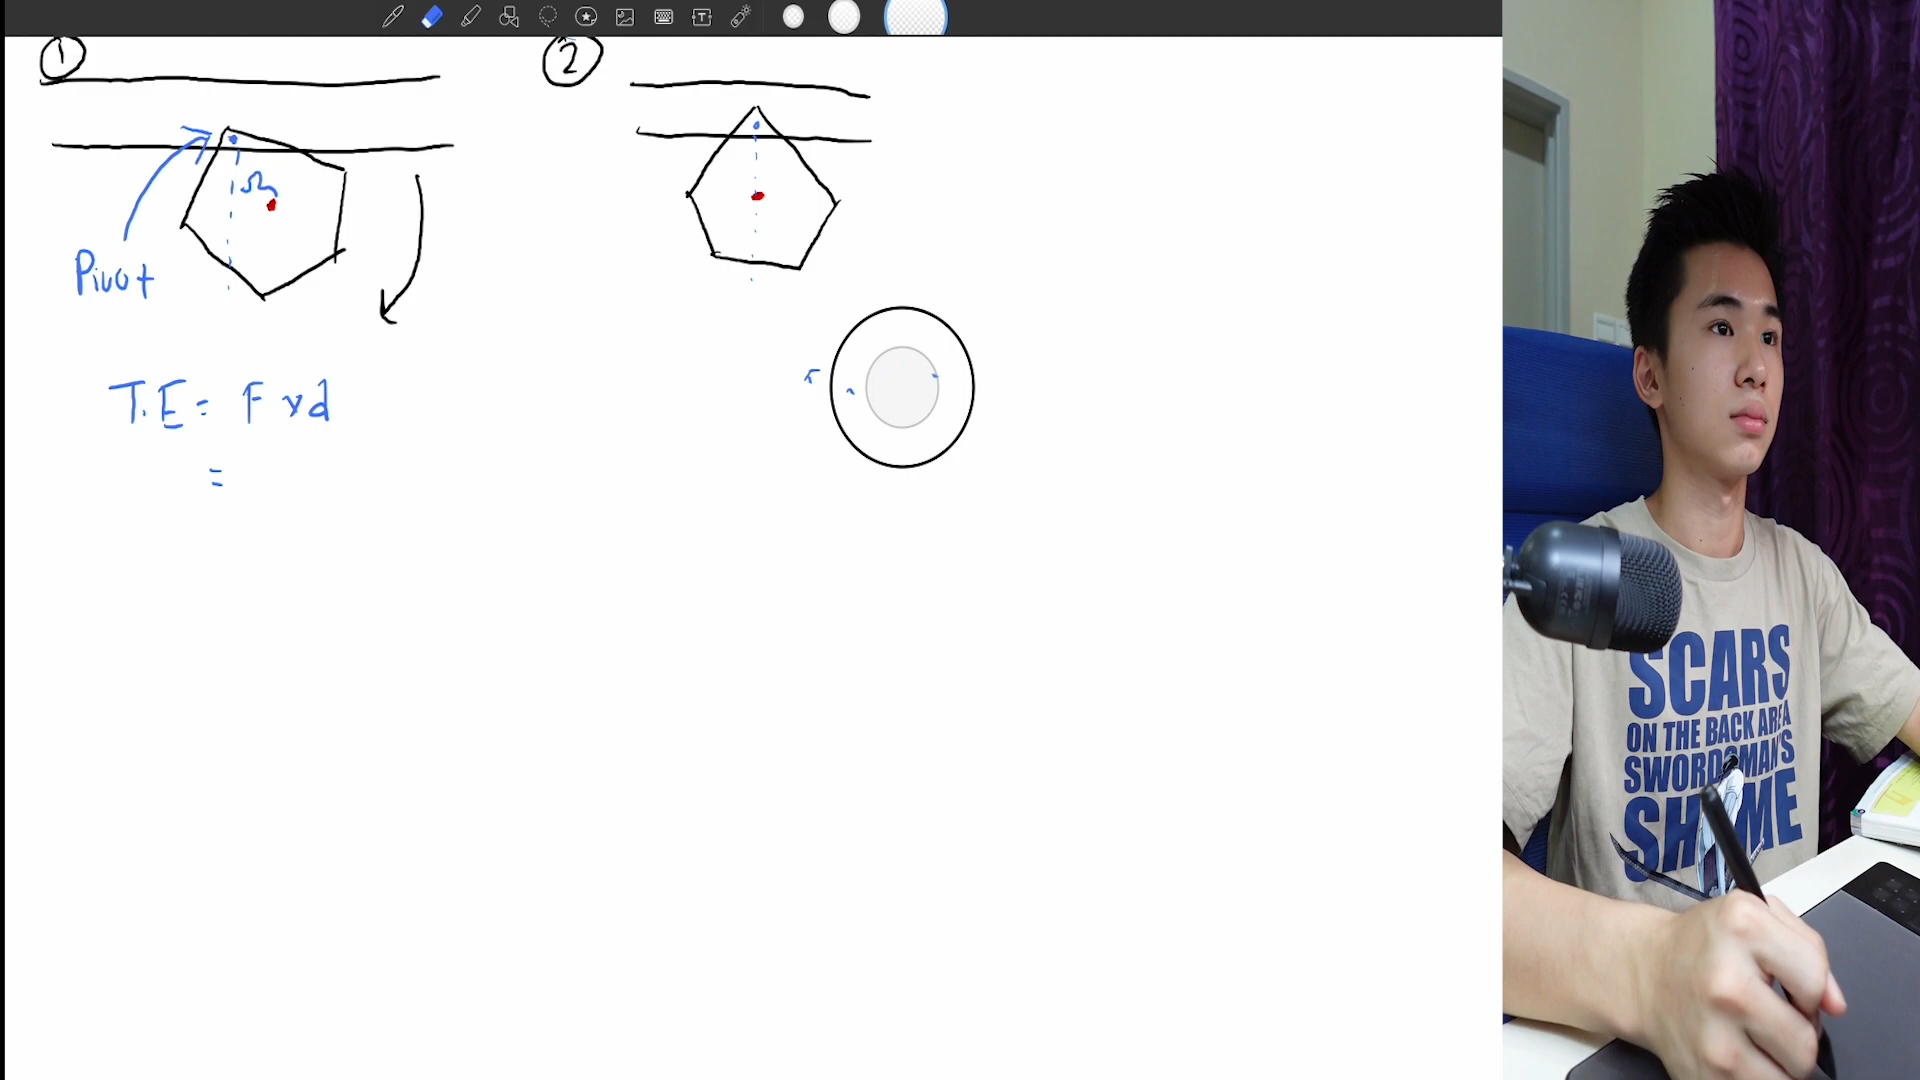 1
2
Pivot
T.E = F x d
=
SCARS
ON THE BACK ARE A
SWORDSMAN'S
SHAME